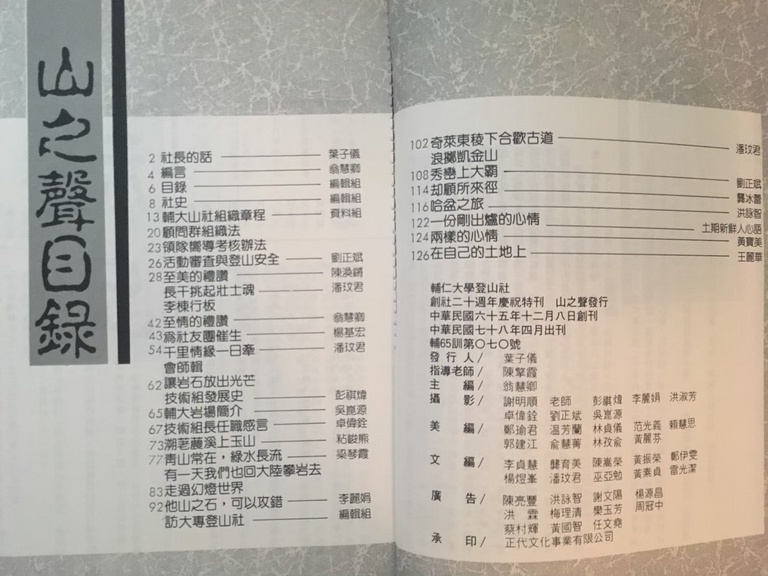 山之聲目錄
2 社長的話 葉子儀
4 編言 翁慧卿
6 目錄 編輯組
8 社史 編輯組
13 輔大山社組織章程 資料組
20 顧問群組織法
23 領隊嚮導考核辦法
26 活動審查與登山安全 劉正斌
28 至美的禮讚 陳漢鏘
長干挑起壯士魂 潘玟君
李棟行板
42 至情的禮讚 翁慧卿
43 為社友團催生 楊基宏
54 千里情緣一日牽 潘玟君
會師輯
62 讓岩石放出光芒
技術組發展史 彭祺煒
65 輔大岩場簡介 吳崑源
67 技術組長任職感言 卓偉銓
73 溯荖蘢溪上玉山 粘峻熊
77 青山常在，綠水長流 梁琴霞
有一天我們也回大陸攀岩去
83 走過幻燈世界
92 他山之石，可以攻錯 李麗娟
訪大專登山社 編輯組
102 奇萊東稜下合歡古道 潘玟君
浪擲凱金山
108 秀巒上大霸 劉正斌
114 却顧所來徑 龔冰蕾
116 哈盆之旅 洪詠智
122 一份剛出爐的心情 土期新鮮人心語
124 兩樣的心情 黃寶美
126 在自己的土地上 王麗華
輔仁大學登山社
創社二十週年慶祝特刊 山之聲發行
中華民國六十五年十二月八日創刊
中華民國七十八年四月出刊
輔65訓第〇七〇號
發行人/ 葉子儀
指導老師/ 陳擎霞
主編/ 翁慧卿
攝影/ 謝明順 老師 彭祺煒 李麗娟 洪淑芳
卓偉銓 劉正斌 吳崑源
美編/ 鄭瑜君 溫芳蘭 林貞儀 范光義 賴慧思
郭建江 俞慧菁 林孜俞 黃麗芬
文編/ 李貞慧 龔育美 陳嵩榮 黃振榮 鄭伊雯
楊煜峯 潘玟君 巫亞勉 黃素貞 雷光潔
廣告/ 陳亮豐 洪詠智 謝文陽 楊源昌
洪霖 梅理清 欒玉芳 周冠中
蔡村輝 黃國智 任文堯
承印/ 正代文化事業有限公司